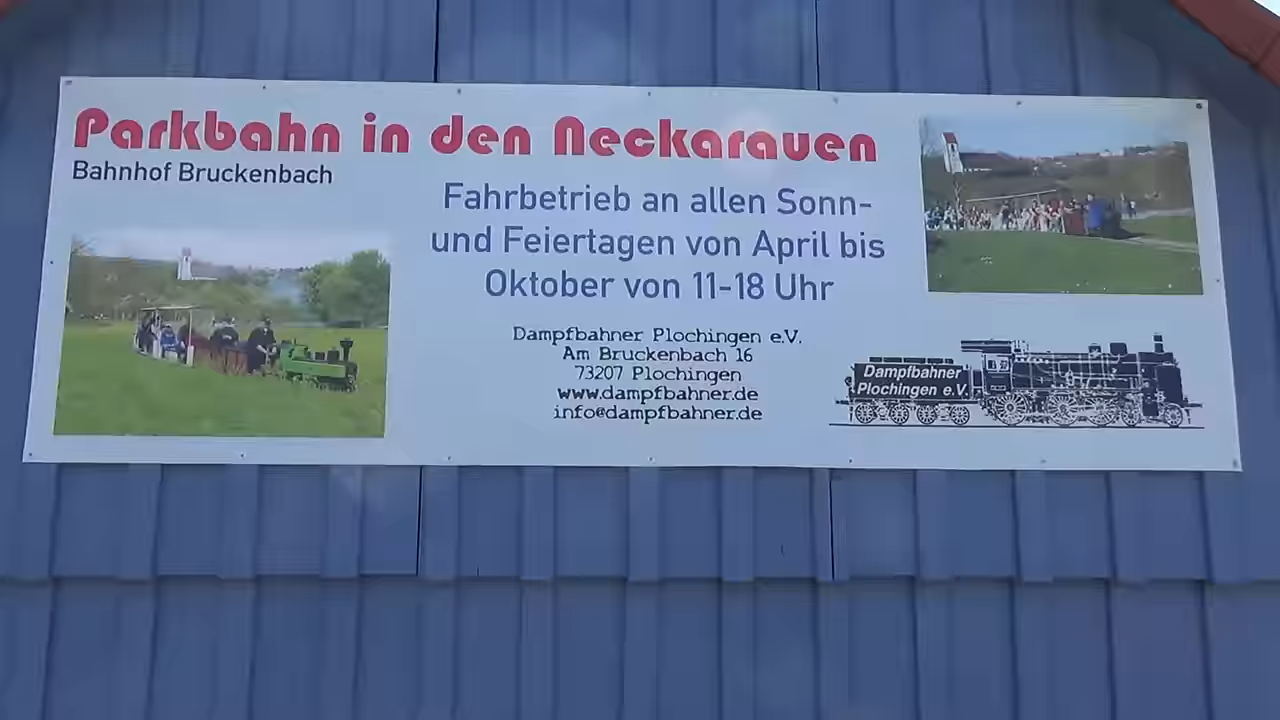 Parkbahn in den Neckarauen
Bahnhof Bruckenbach
Fahrbetrieb an allen Sonn-
und Feiertagen von April bis
Oktober von 11-18 Uhr
Dampfbahner Plochingen e.V.
Am Bruckenbach 16
73207 Plochingen
www.dampfbahner.de
info@dampfbahner.de
Dampfbahner
Plochingen e.V.